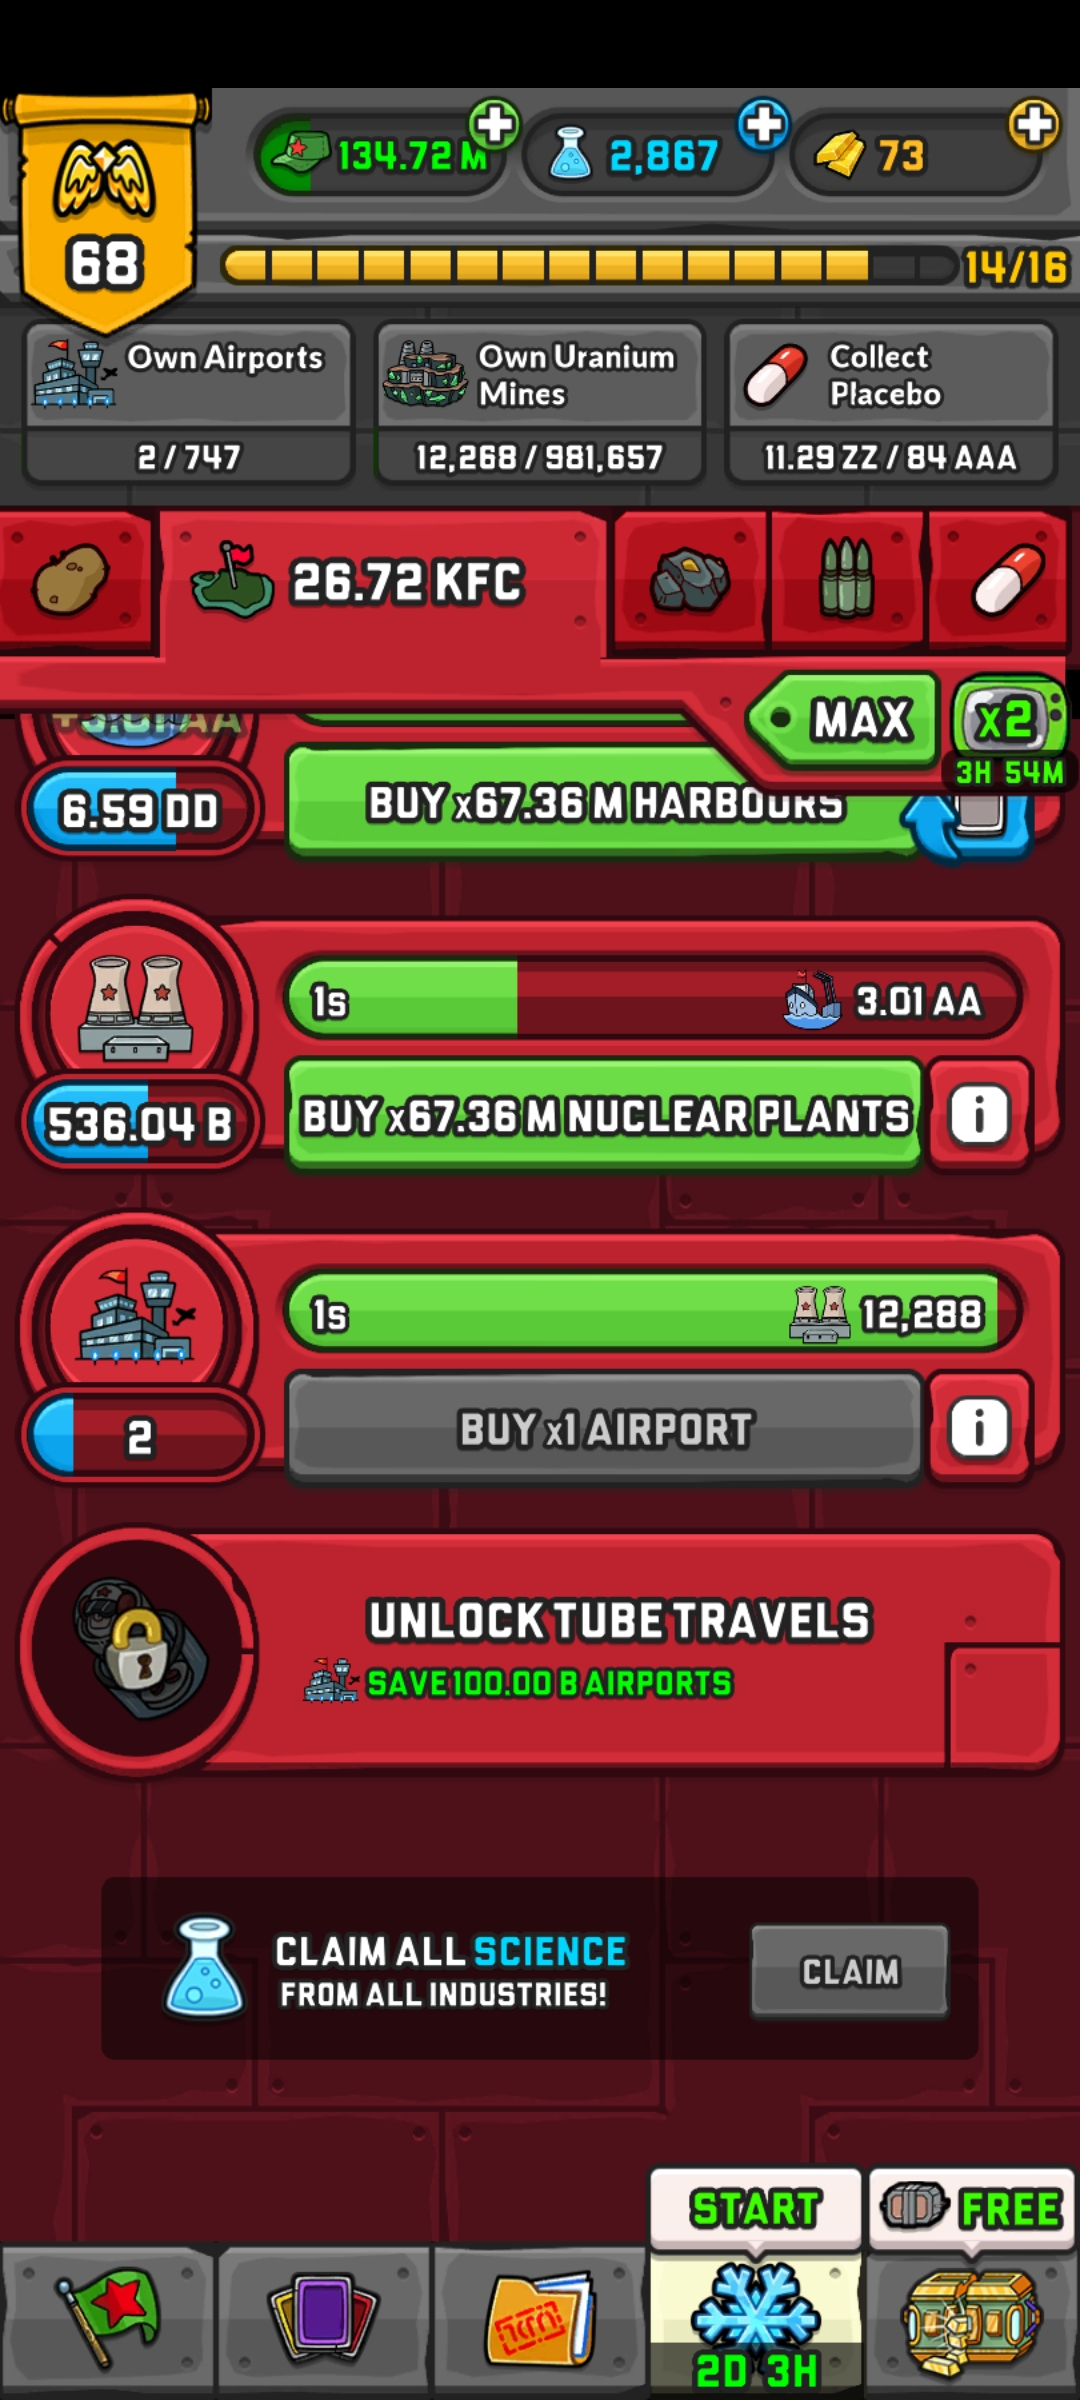 134.72 M
2,867
73
68
14/16
Own Airports
2 / 747
Own Uranium
Mines
12,268 / 981,657
Collect
Placebo
11.29 ZZ / 84 AAA
26.72 KFC
MAX
x2
3H 54M
+3.01 AA
6.59 DD
BUY x67.36 M HARBOURS
1s
3.01 AA
536.04 B
BUY x67.36 M NUCLEAR PLANTS
i
1s
12,288
2
BUY x1 AIRPORT
i
UNLOCK TUBE TRAVELS
SAVE 100.00 B AIRPORTS
CLAIM ALL SCIENCE
FROM ALL INDUSTRIES!
CLAIM
START
FREE
2D 3H